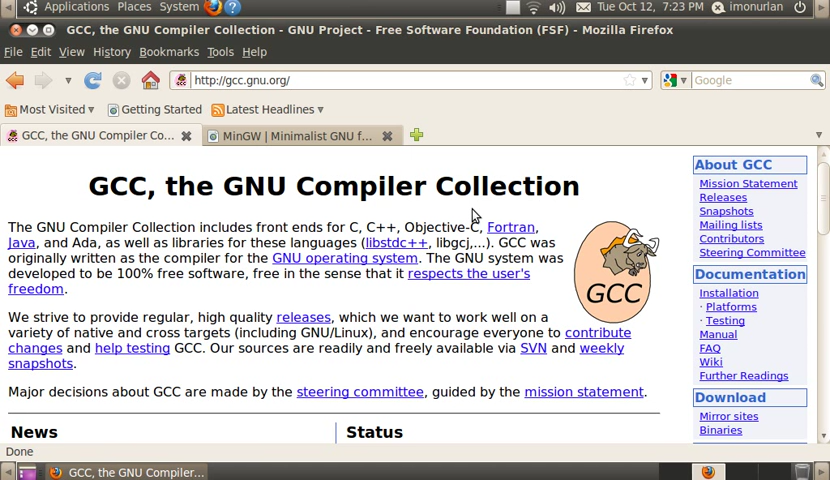 Applications Places System Tue Oct 12, 7:23 PM imonurlan
GCC, the GNU Compiler Collection - GNU Project - Free Software Foundation (FSF) - Mozilla Firefox
File Edit View History Bookmarks Tools Help
http://gcc.gnu.org/ Google
Most Visited Getting Started Latest Headlines
GCC, the GNU Compiler Co... MinGW | Minimalist GNU f...
GCC, the GNU Compiler Collection
The GNU Compiler Collection includes front ends for C, C++, Objective-C, Fortran,
Java, and Ada, as well as libraries for these languages (libstdc++, libgcj,...). GCC was
originally written as the compiler for the GNU operating system. The GNU system was
developed to be 100% free software, free in the sense that it respects the user's
freedom.
GCC
We strive to provide regular, high quality releases, which we want to work well on a
variety of native and cross targets (including GNU/Linux), and encourage everyone to contribute
changes and help testing GCC. Our sources are readily and freely available via SVN and weekly
snapshots.
Major decisions about GCC are made by the steering committee, guided by the mission statement.
News
Status
About GCC
Mission Statement
Releases
Snapshots
Mailing lists
Contributors
Steering Committee
Documentation
Installation
· Platforms
· Testing
Manual
FAQ
Wiki
Further Readings
Download
Mirror sites
Binaries
Done
GCC, the GNU Compiler...